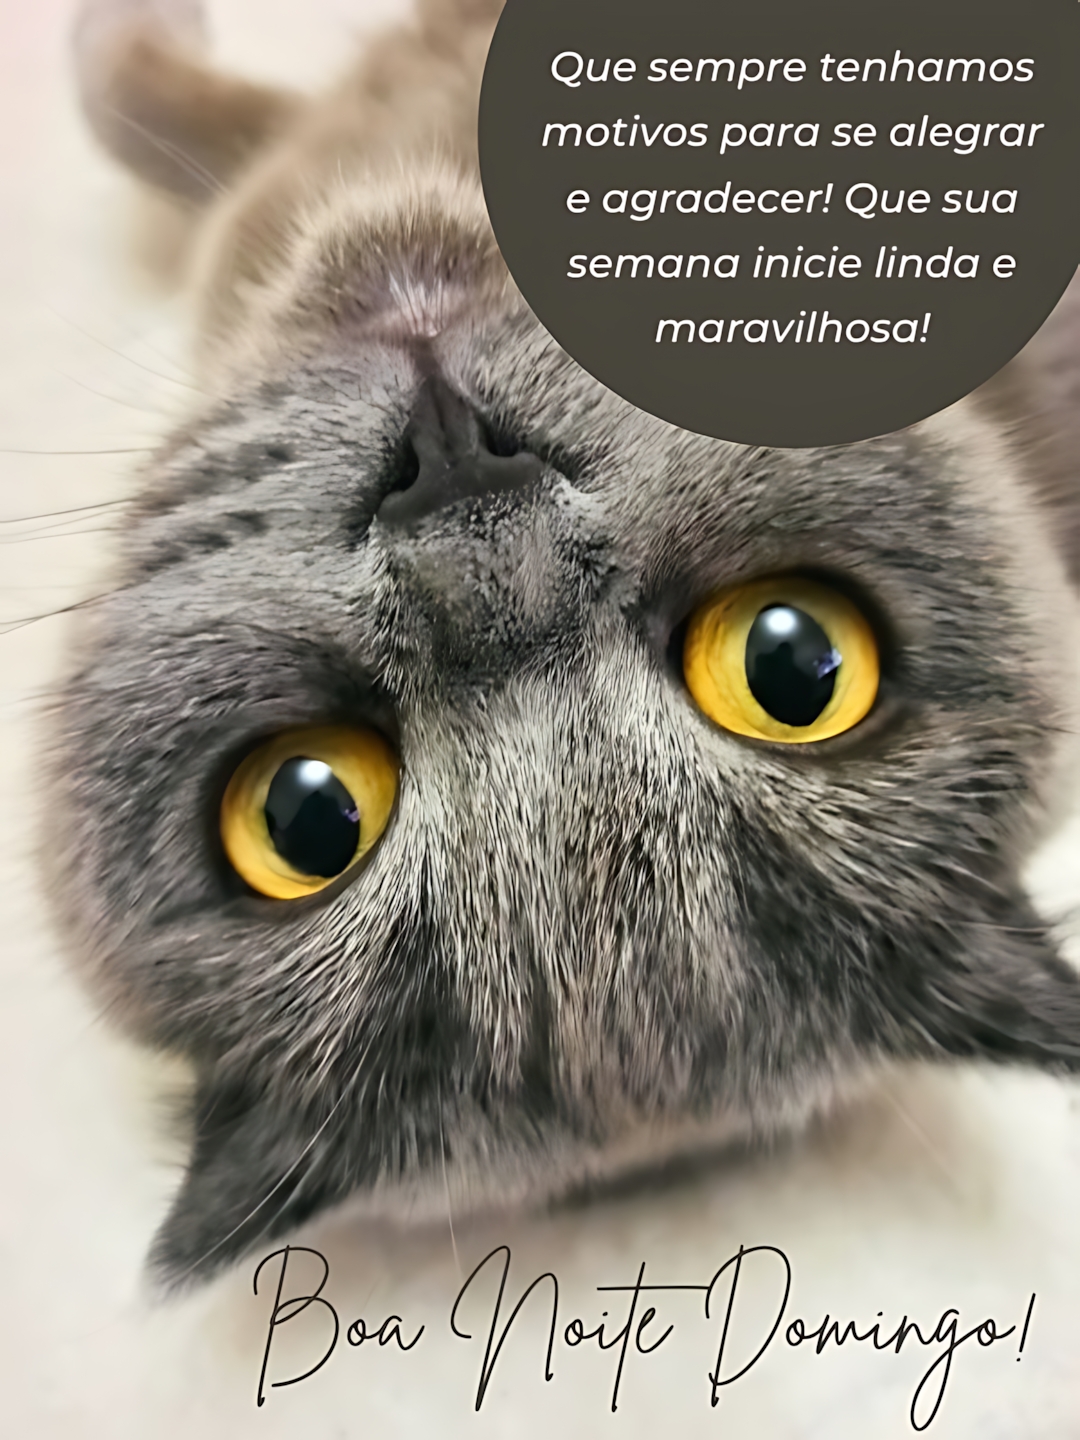 Que sempre tenhamos
motivos para se alegrar
e agradecer! Que sua
semana inicie linda e
maravilhosa!
Boa Noite Domingo!